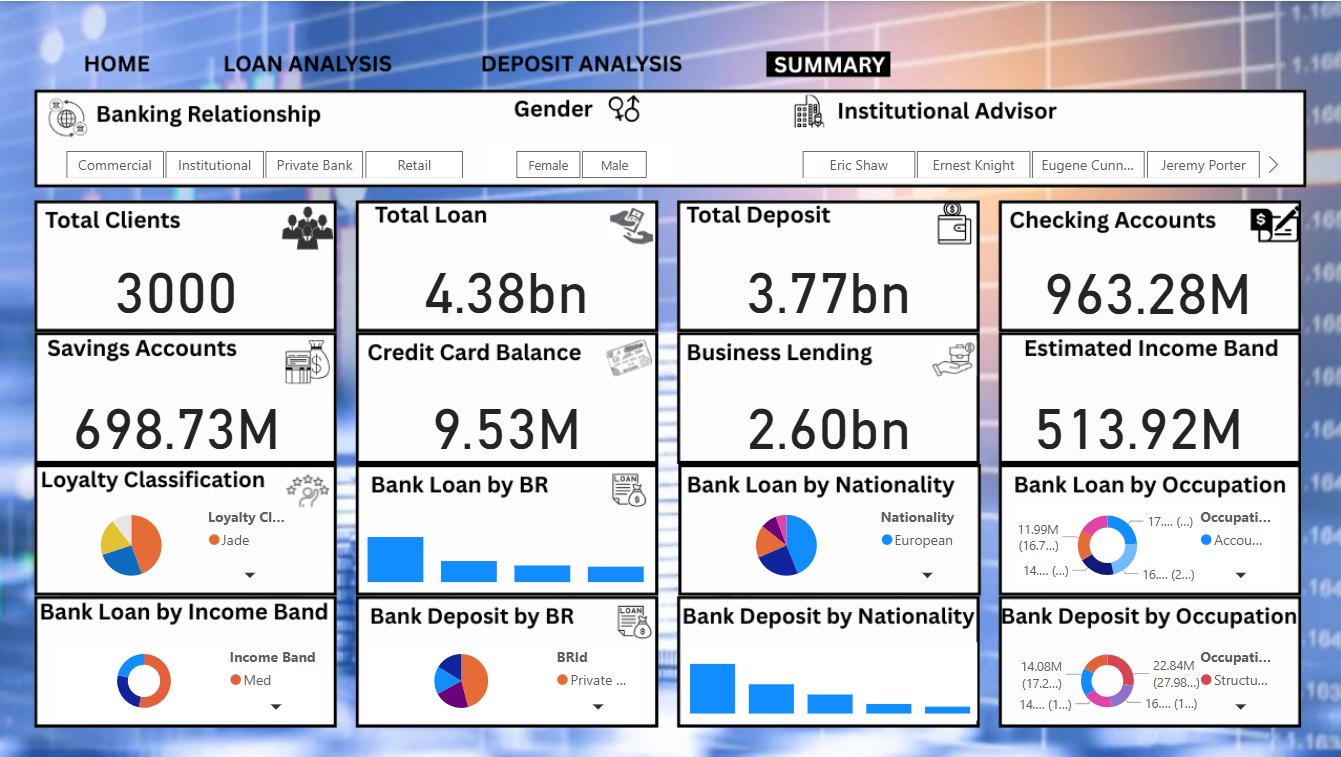 HOME LOAN ANALYSIS DEPOSIT ANALYSIS SUMMARY
Banking Relationship
Gender
Institutional Advisor
Commercial Institutional Private Bank Retail
Female Male
Eric Shaw Ernest Knight Eugene Cunn... Jeremy Porter
Total Clients
3000
Total Loan
4.38bn
Total Deposit
3.77bn
Checking Accounts
963.28M
Savings Accounts
698.73M
Credit Card Balance
9.53M
Business Lending
2.60bn
Estimated Income Band
513.92M
Loyalty Classification
Loyalty Cl...
Jade
Bank Loan by BR
LOAN
Bank Loan by Nationality
Nationality
European
Bank Loan by Occupation
11.99M
(16.7...)
14.... (...)
17.... (...)
16.... (2...)
Occupati...
Accou...
Bank Loan by Income Band
Income Band
Med
Bank Deposit by BR
LOAN
BRId
Private ...
Bank Deposit by Nationality
Bank Deposit by Occupation
14.08M
(17.2...)
14.... (1...)
22.84M
(27.98...)
16.... (1...)
Occupati...
Structu...